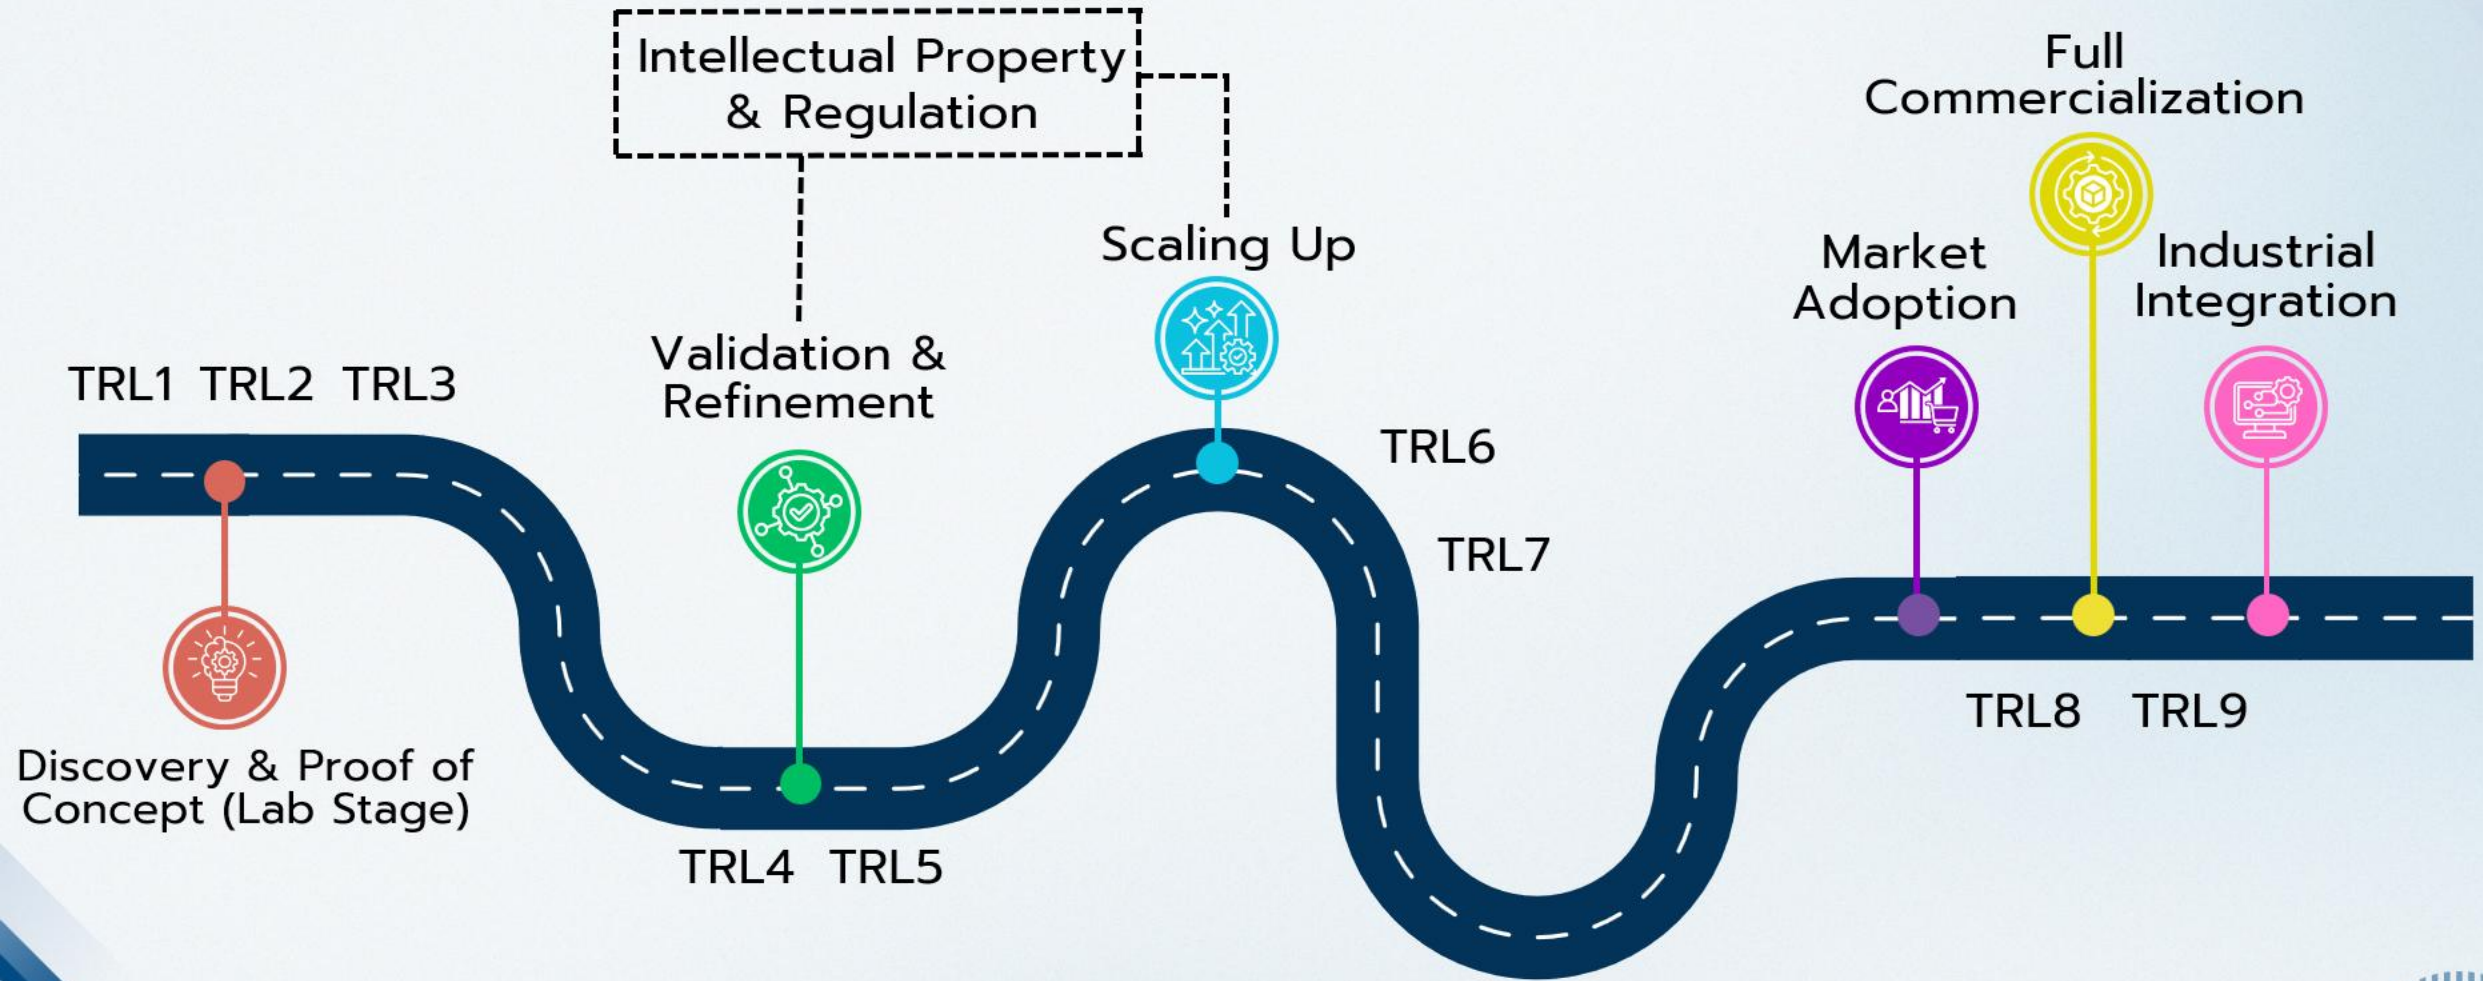 Intellectual Property
& Regulation
Full
Commercialization
Scaling Up
Market
Adoption
Industrial
Integration
Validation &
Refinement
TRL1 TRL2 TRL3
TRL6
TRL7
TRL8 TRL9
Discovery & Proof of
Concept (Lab Stage)
TRL4 TRL5